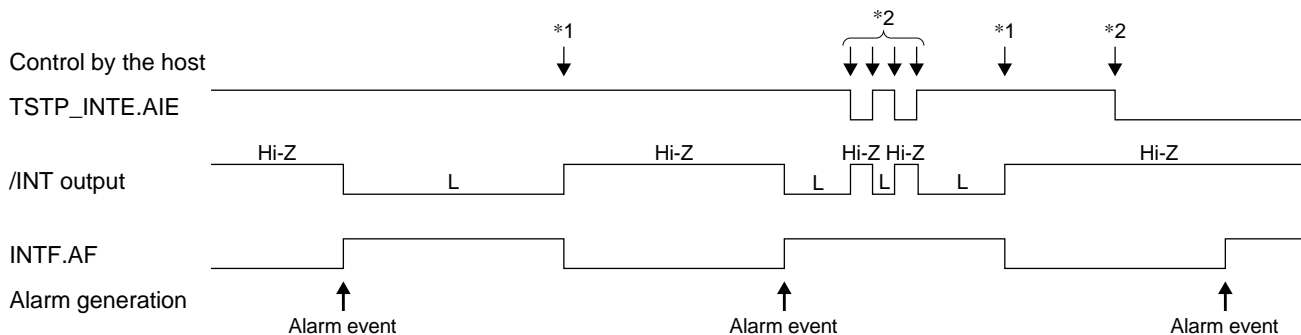 *1 *2 *1 *2
Control by the host
TSTP_INTE.AIE
Hi-Z Hi-Z Hi-Z Hi-Z Hi-Z
/INT output
L L L L
INTF.AF
Alarm generation
Alarm event Alarm event Alarm event